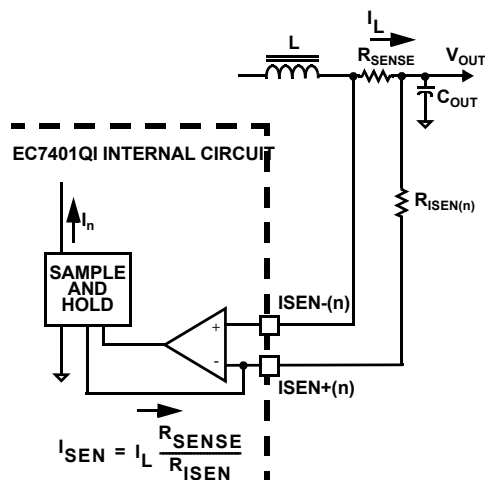 I_L
L
R_SENSE
V_OUT
C_OUT
EC7401QI INTERNAL CIRCUIT
R_ISEN(n)
I_n
SAMPLE
AND
HOLD
ISEN-(n)
+
-
ISEN+(n)
I_SEN = I_L R_SENSE / R_ISEN